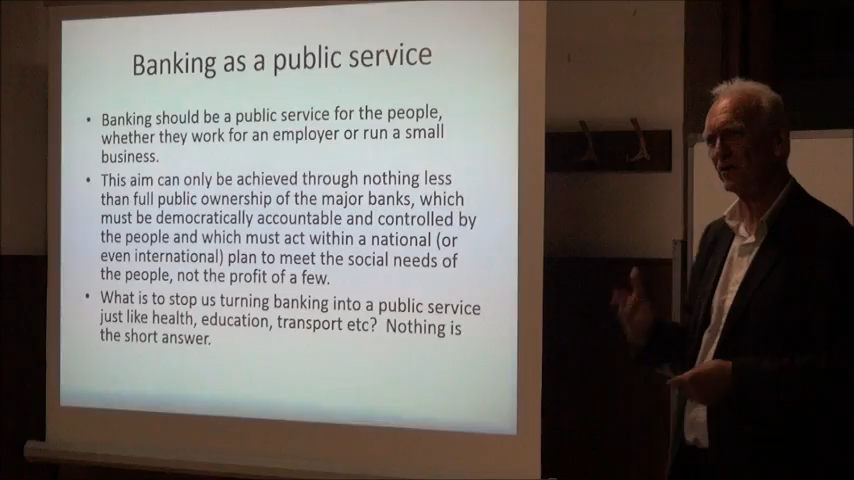 Banking as a public service
• Banking should be a public service for the people,
whether they work for an employer or run a small
business.
• This aim can only be achieved through nothing less
than full public ownership of the major banks, which
must be democratically accountable and controlled by
the people and which must act within a national (or
even international) plan to meet the social needs of
the people, not the profit of a few.
• What is to stop us turning banking into a public service
just like health, education, transport etc? Nothing is
the short answer.